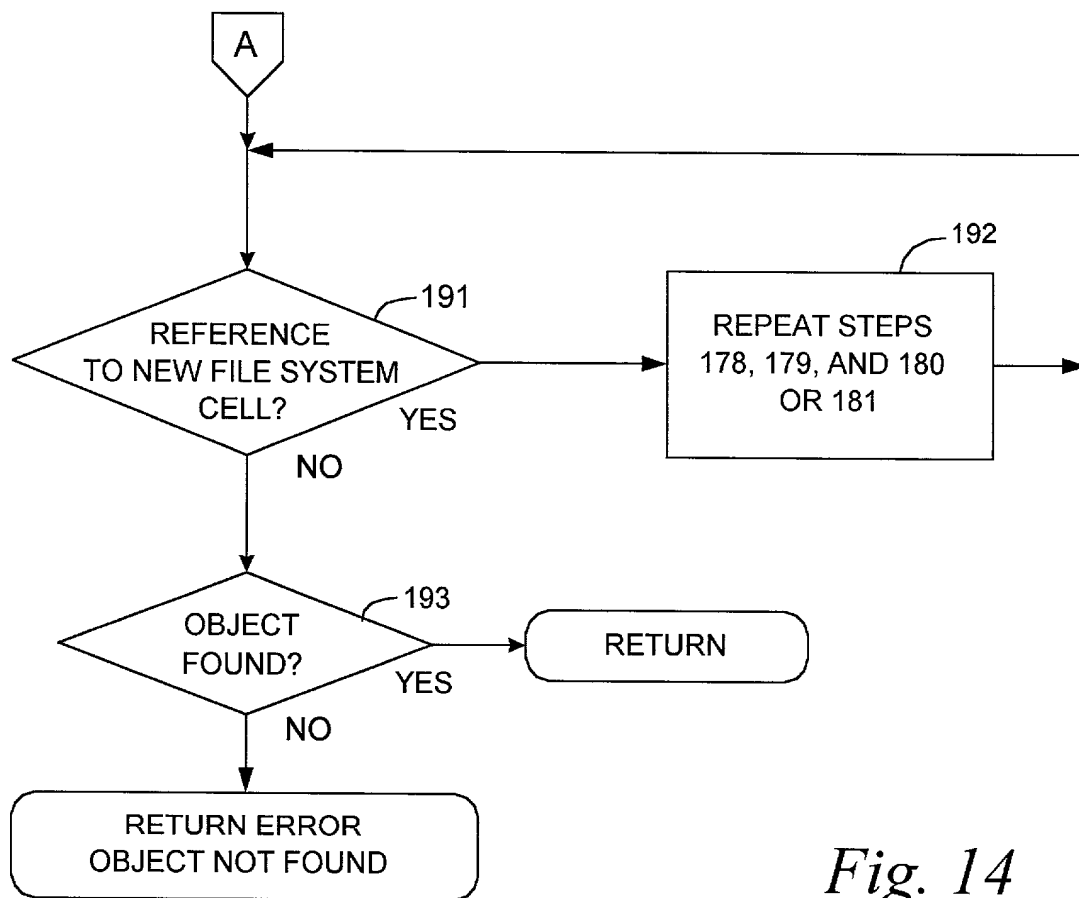 A
192
191
REFERENCE
TO NEW FILE SYSTEM
CELL?
YES
NO
REPEAT STEPS
178, 179, AND 180
OR 181
193
OBJECT
FOUND?
YES
NO
RETURN
RETURN ERROR
OBJECT NOT FOUND
Fig. 14